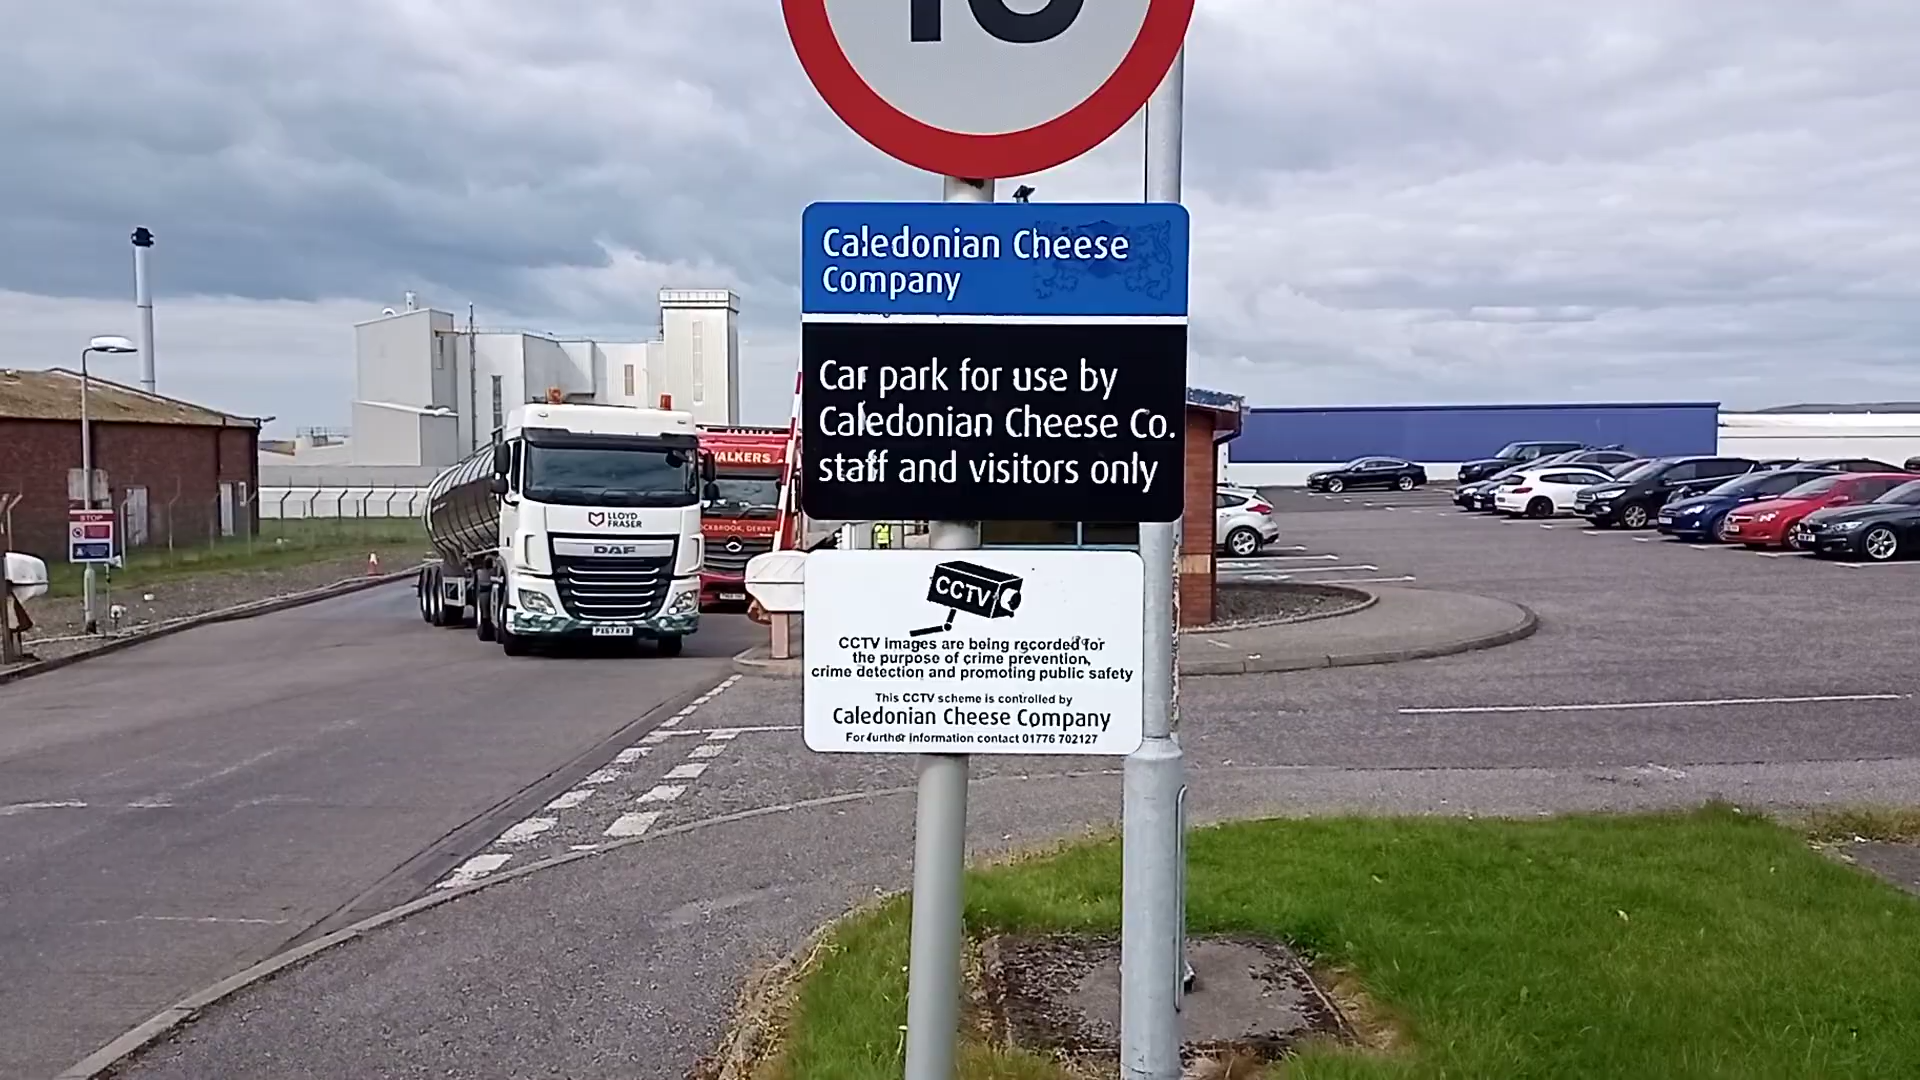 10
Caledonian Cheese
Company
Car park for use by
Caledonian Cheese Co.
staff and visitors only
CCTV
CCTV images are being recorded for
the purpose of crime prevention,
crime detection and promoting public safety
This CCTV scheme is controlled by
Caledonian Cheese Company
For further information contact 01776 702127
LLOYD
FRASER
DAF
WALKERS
STOP